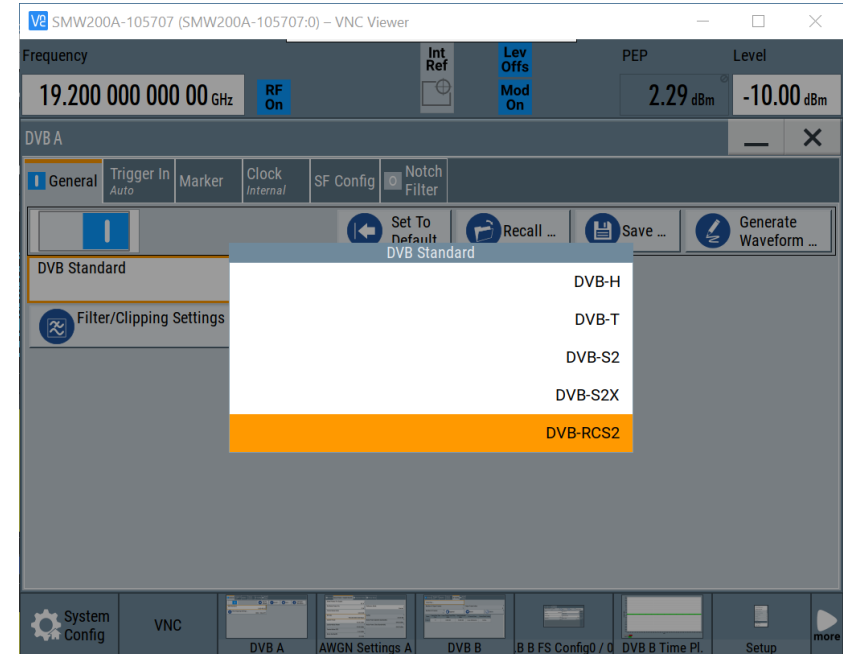 SMW200A-105707 (SMW200A-105707:0) – VNC Viewer
Frequency
Int
Ref
Lev
Offs
PEP
Level
19.200 000 000 00 GHz
RF
On
Mod
On
2.29 dBm
-10.00 dBm
DVB A
General
Trigger In
Auto
Marker
Clock
Internal
SF Config
Notch
Filter
Set To
Default
Recall ...
Save ...
Generate
Waveform ...
DVB Standard
DVB Standard
DVB-H
DVB-T
DVB-S2
DVB-S2X
DVB-RCS2
Filter/Clipping Settings
System
Config
VNC
DVB A
AWGN Settings A
DVB B
B B FS Config0 / 0
DVB B Time Pl.
Setup
more